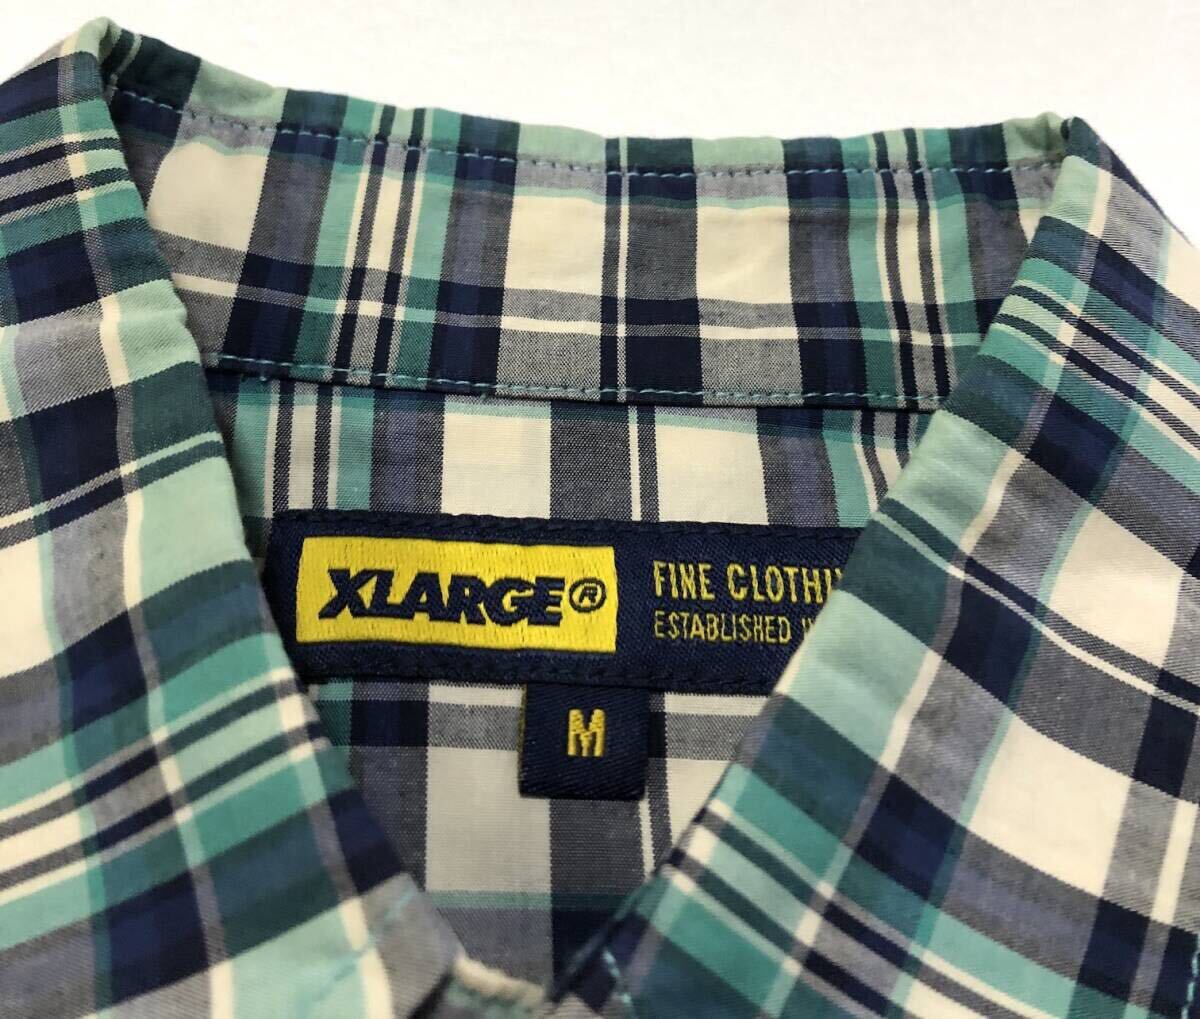 XLARGE®
FINE CLOTHI
ESTABLISHED
M